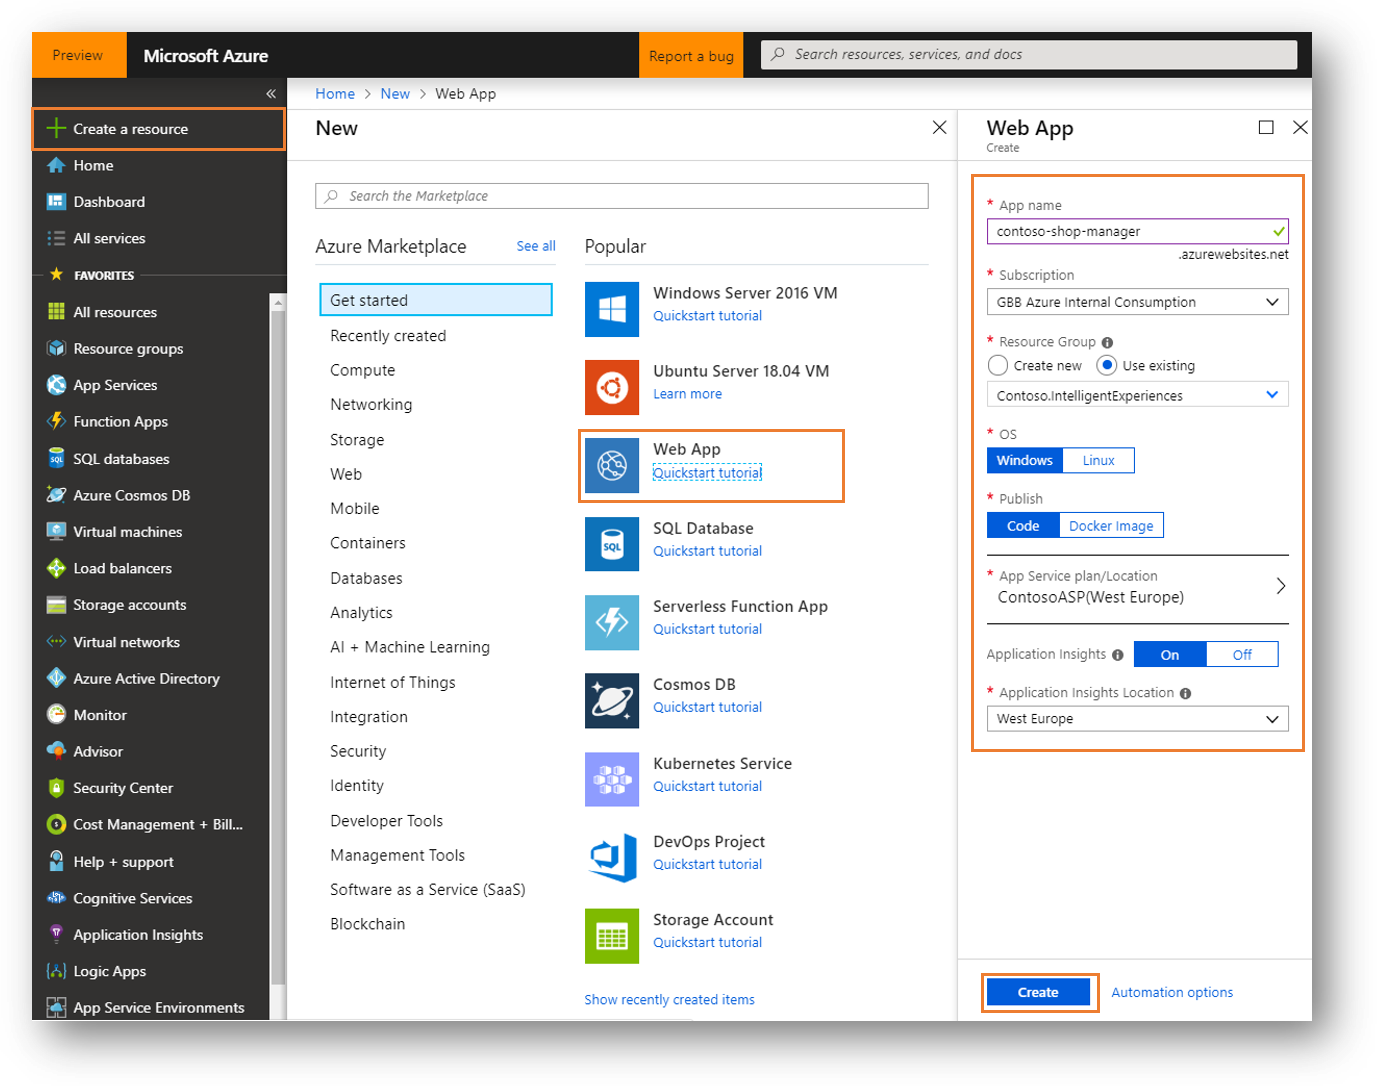 Preview
Microsoft Azure
Report a bug
Search resources, services, and docs
«
Create a resource
Home
Dashboard
All services
FAVORITES
All resources
Resource groups
App Services
Function Apps
SQL databases
Azure Cosmos DB
Virtual machines
Load balancers
Storage accounts
Virtual networks
Azure Active Directory
Monitor
Advisor
Security Center
Cost Management + Bill...
Help + support
Cognitive Services
Application Insights
Logic Apps
App Service Environments
Home > New > Web App
New
Search the Marketplace
Azure Marketplace See all
Get started
Recently created
Compute
Networking
Storage
Web
Mobile
Containers
Databases
Analytics
AI + Machine Learning
Internet of Things
Integration
Security
Identity
Developer Tools
Management Tools
Software as a Service (SaaS)
Blockchain
Popular
Windows Server 2016 VM
Quickstart tutorial
Ubuntu Server 18.04 VM
Learn more
Web App
Quickstart tutorial
SQL
SQL Database
Quickstart tutorial
Serverless Function App
Quickstart tutorial
Cosmos DB
Quickstart tutorial
Kubernetes Service
Quickstart tutorial
DevOps Project
Quickstart tutorial
Storage Account
Quickstart tutorial
Show recently created items
Web App
Create
* App name
contoso-shop-manager
.azurewebsites.net
* Subscription
GBB Azure Internal Consumption
* Resource Group
Create new Use existing
Contoso.IntelligentExperiences
* OS
Windows Linux
* Publish
Code Docker Image
* App Service plan/Location
ContosoASP(West Europe)
Application Insights On Off
* Application Insights Location
West Europe
Create Automation options